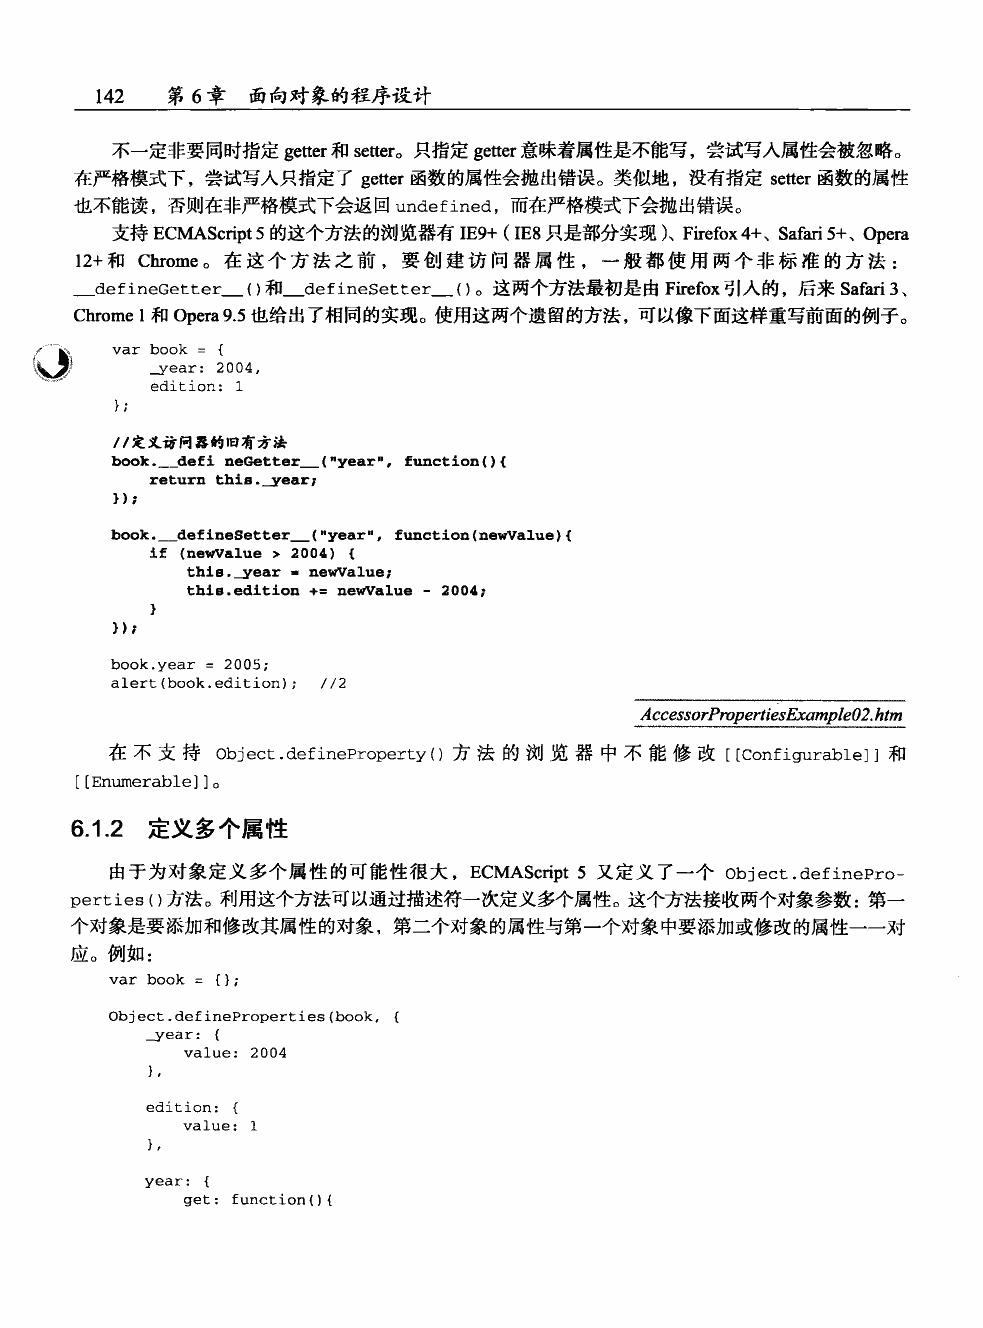 142 第 6 章 面向对象的程序设计
不一定非要同时指定 getter 和 setter。只指定 getter 意味着属性是不能写，尝试写入属性会被忽略。
在严格模式下，尝试写入只指定了 getter 函数的属性会抛出错误。类似地，没有指定 setter 函数的属性
也不能读，否则在非严格模式下会返回 undefined，而在严格模式下会抛出错误。
支持 ECMAScript 5 的这个方法的浏览器有 IE9+（IE8 只是部分实现）、Firefox 4+、Safari 5+、Opera
12+ 和 Chrome。在这个方法之前，要创建访问器属性，一般都使用两个非标准的方法：
__defineGetter__()和__defineSetter__()。这两个方法最初是由 Firefox 引入的，后来 Safari 3、
Chrome 1 和 Opera 9.5 也给出了相同的实现。使用这两个遗留的方法，可以像下面这样重写前面的例子。
var book = {
_year: 2004,
edition: 1
};
//定义访问器的旧有方法
book.__defi neGetter__("year", function(){
return this._year;
});
book.__defineSetter__("year", function(newValue){
if (newValue > 2004) {
this._year = newValue;
this.edition += newValue - 2004;
}
});
book.year = 2005;
alert(book.edition); //2
AccessorPropertiesExample02.htm
在不支持 Object.defineProperty()方法的浏览器中不能修改[[Configurable]]和
[[Enumerable]]。
6.1.2 定义多个属性
由于为对象定义多个属性的可能性很大，ECMAScript 5 又定义了一个 Object.definePro-
perties()方法。利用这个方法可以通过描述符一次定义多个属性。这个方法接收两个对象参数：第一
个对象是要添加和修改其属性的对象，第二个对象的属性与第一个对象中要添加或修改的属性一一对
应。例如：
var book = {};
Object.defineProperties(book, {
_year: {
value: 2004
},
edition: {
value: 1
},
year: {
get: function(){